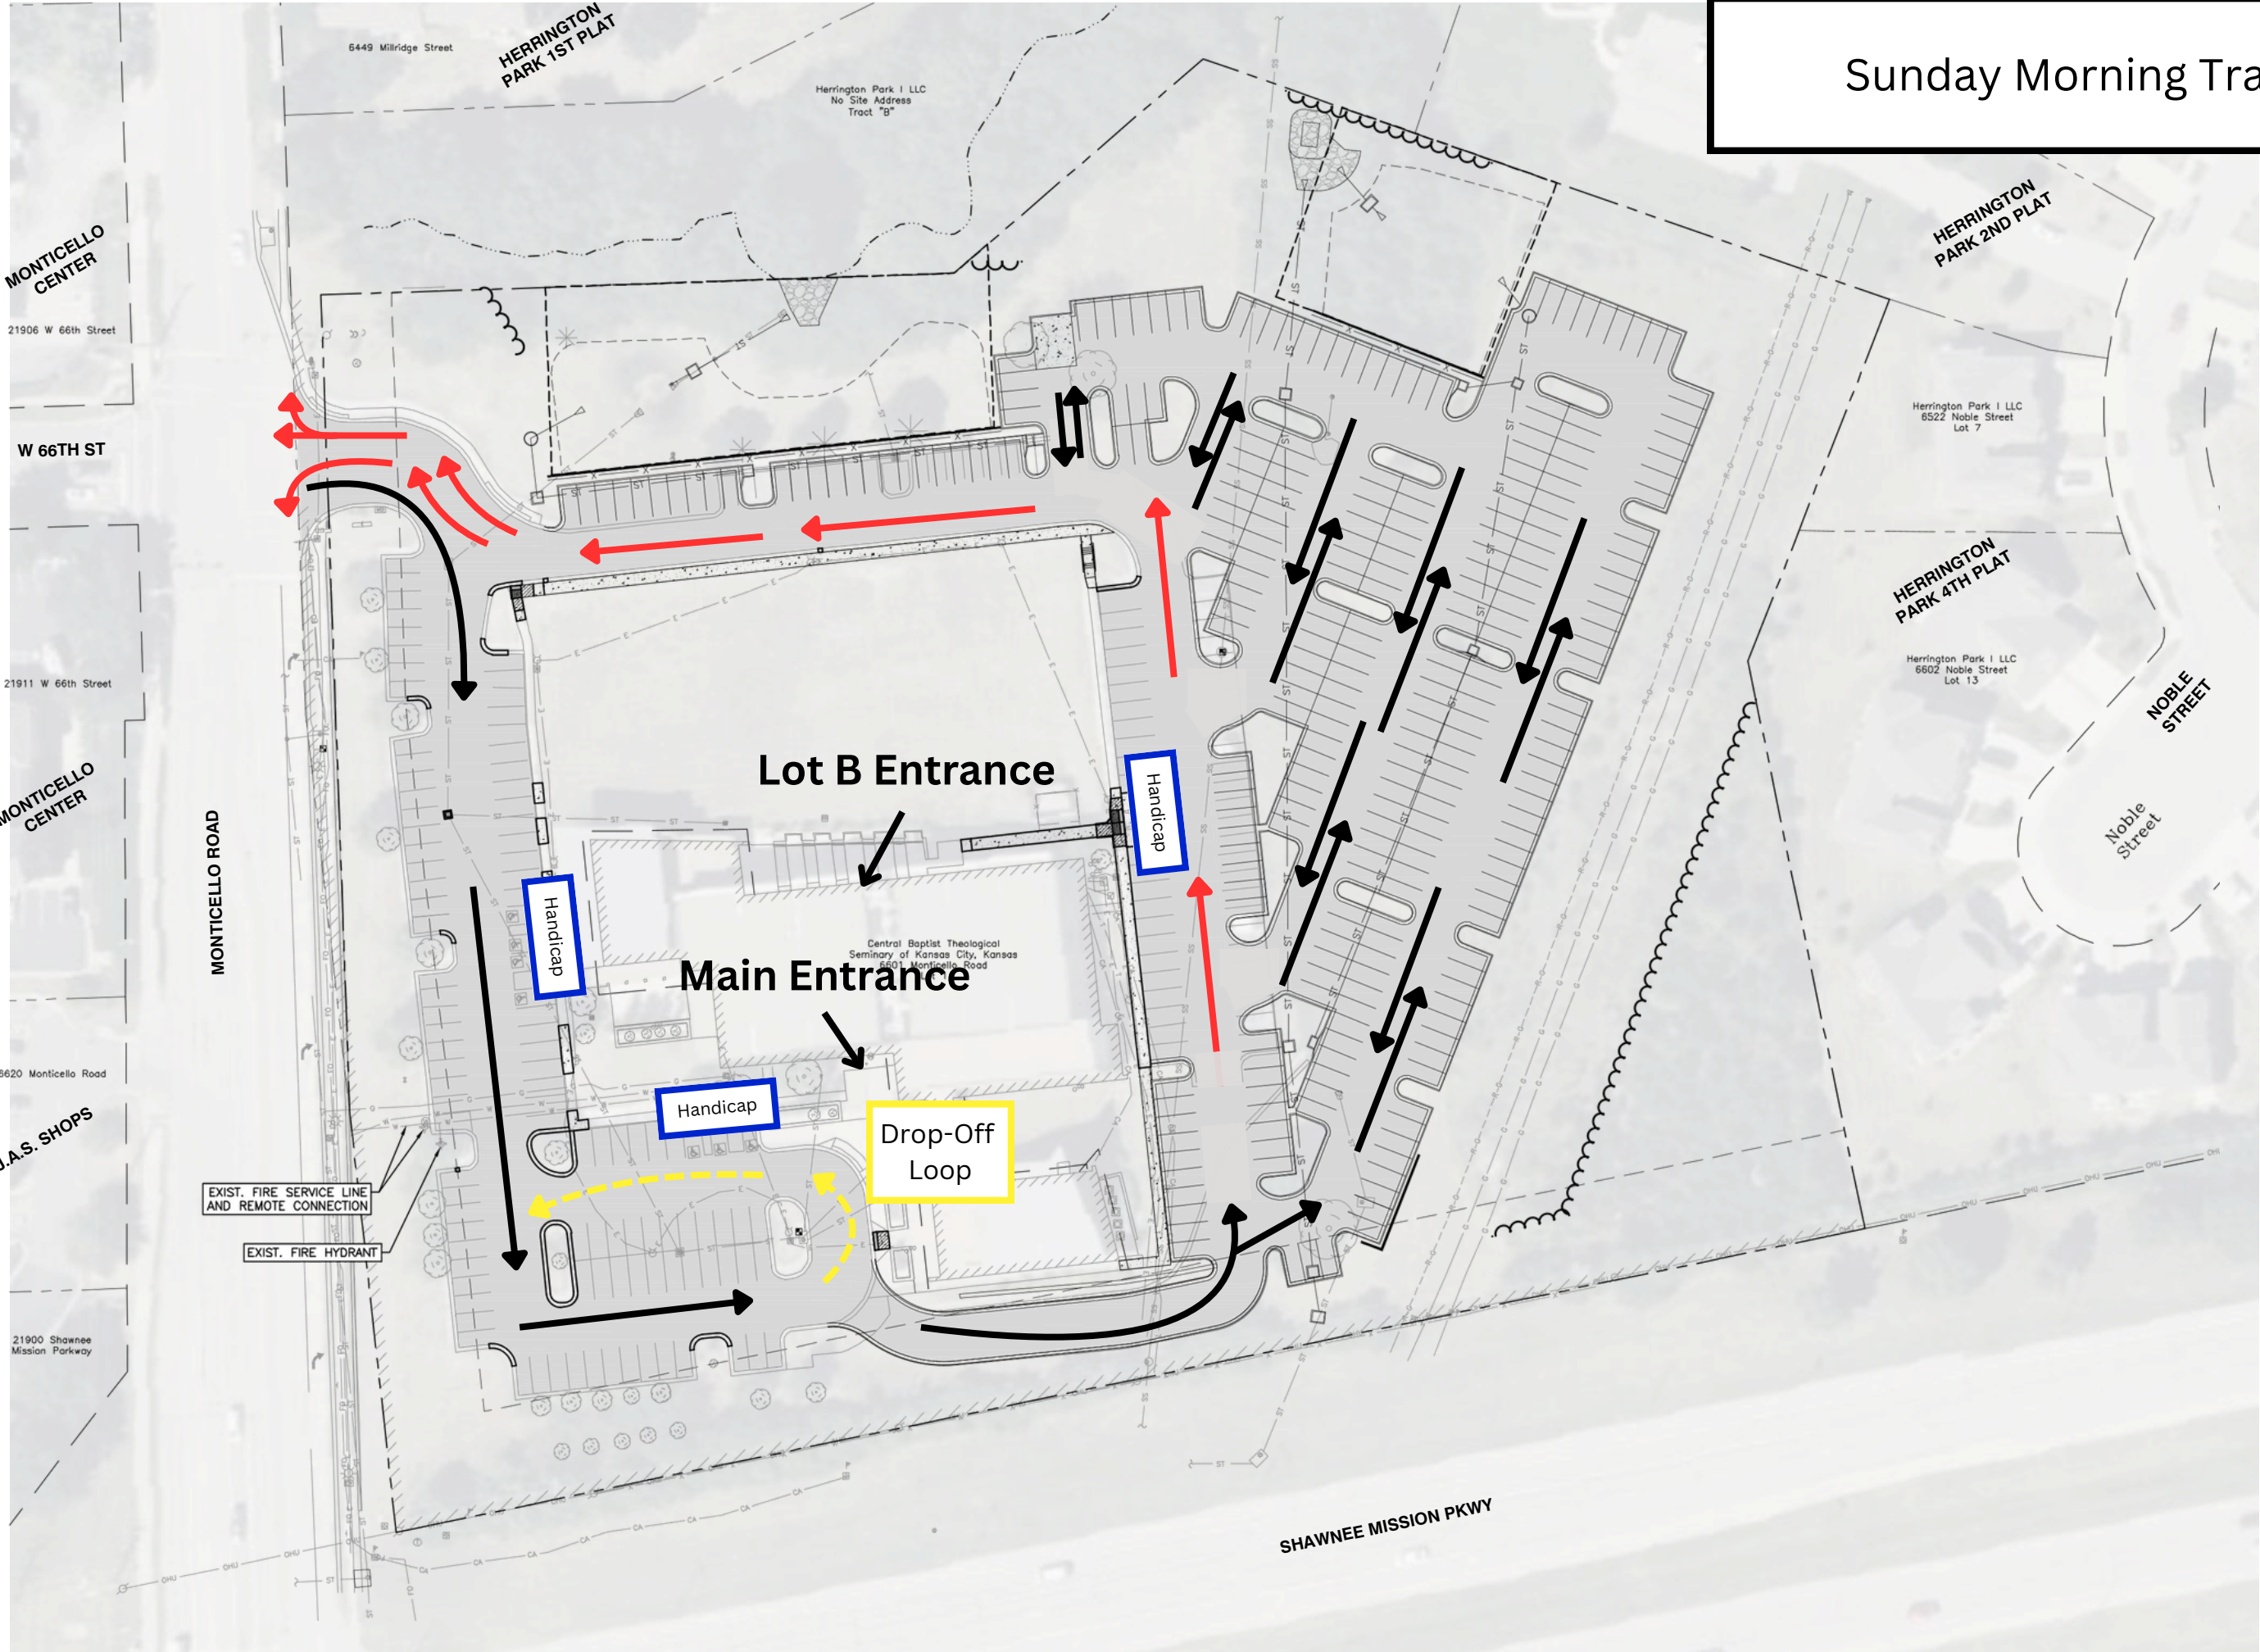 Sunday Morning Tra
6449 Millridge Street
HERRINGTON
PARK 1ST PLAT
Herrington Park I LLC
No Site Address
Tract "B"
HERRINGTON
PARK 2ND PLAT
MONTICELLO
CENTER
21906 W 66th Street
W 66TH ST
Herrington Park I LLC
6522 Noble Street
Lot 7
HERRINGTON
PARK 4TH PLAT
Herrington Park I LLC
6602 Noble Street
Lot 13
NOBLE
STREET
21911 W 66th Street
MONTICELLO
CENTER
MONTICELLO ROAD
Lot B Entrance
Handicap
Noble
Street
Handicap
Central Baptist Theological
Seminary of Kansas City, Kansas
6601 Monticello Road
Main Entrance
6620 Monticello Road
Handicap
Drop-Off
Loop
J.A.S. SHOPS
EXIST. FIRE SERVICE LINE
AND REMOTE CONNECTION
EXIST. FIRE HYDRANT
21900 Shawnee
Mission Parkway
SHAWNEE MISSION PKWY